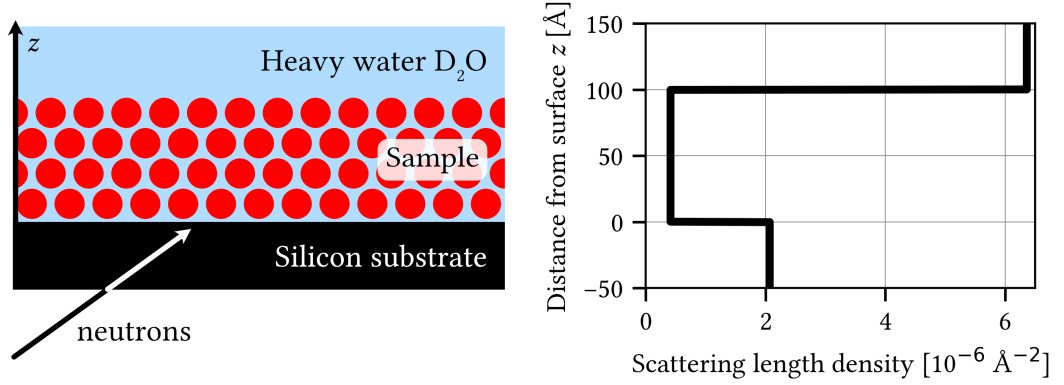 z
Heavy water D₂O
Sample
Silicon substrate
neutrons
Distance from surface z [Å]
150
100
50
0
−50
0 2 4 6
Scattering length density [10⁻⁶ Å⁻²]